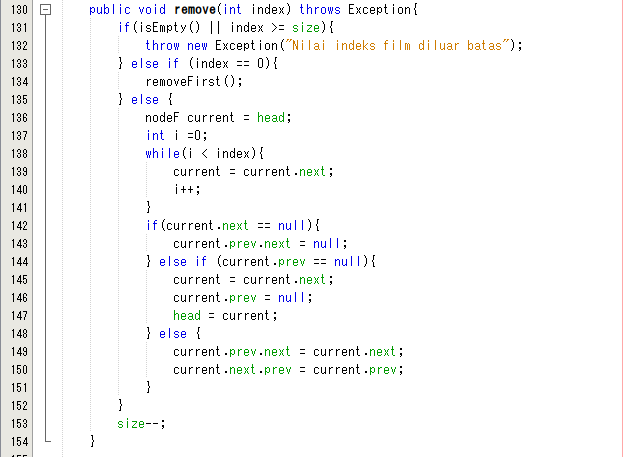 130 public void remove(int index) throws Exception{
131 if(isEmpty() || index >= size){
132 throw new Exception("Nilai indeks film diluar batas");
133 } else if (index == 0){
134 removeFirst();
135 } else {
136 nodeF current = head;
137 int i =0;
138 while(i < index){
139 current = current.next;
140 i++;
141 }
142 if(current.next == null){
143 current.prev.next = null;
144 } else if (current.prev == null){
145 current = current.next;
146 current.prev = null;
147 head = current;
148 } else {
149 current.prev.next = current.next;
150 current.next.prev = current.prev;
151 }
152 }
153 size--;
154 }